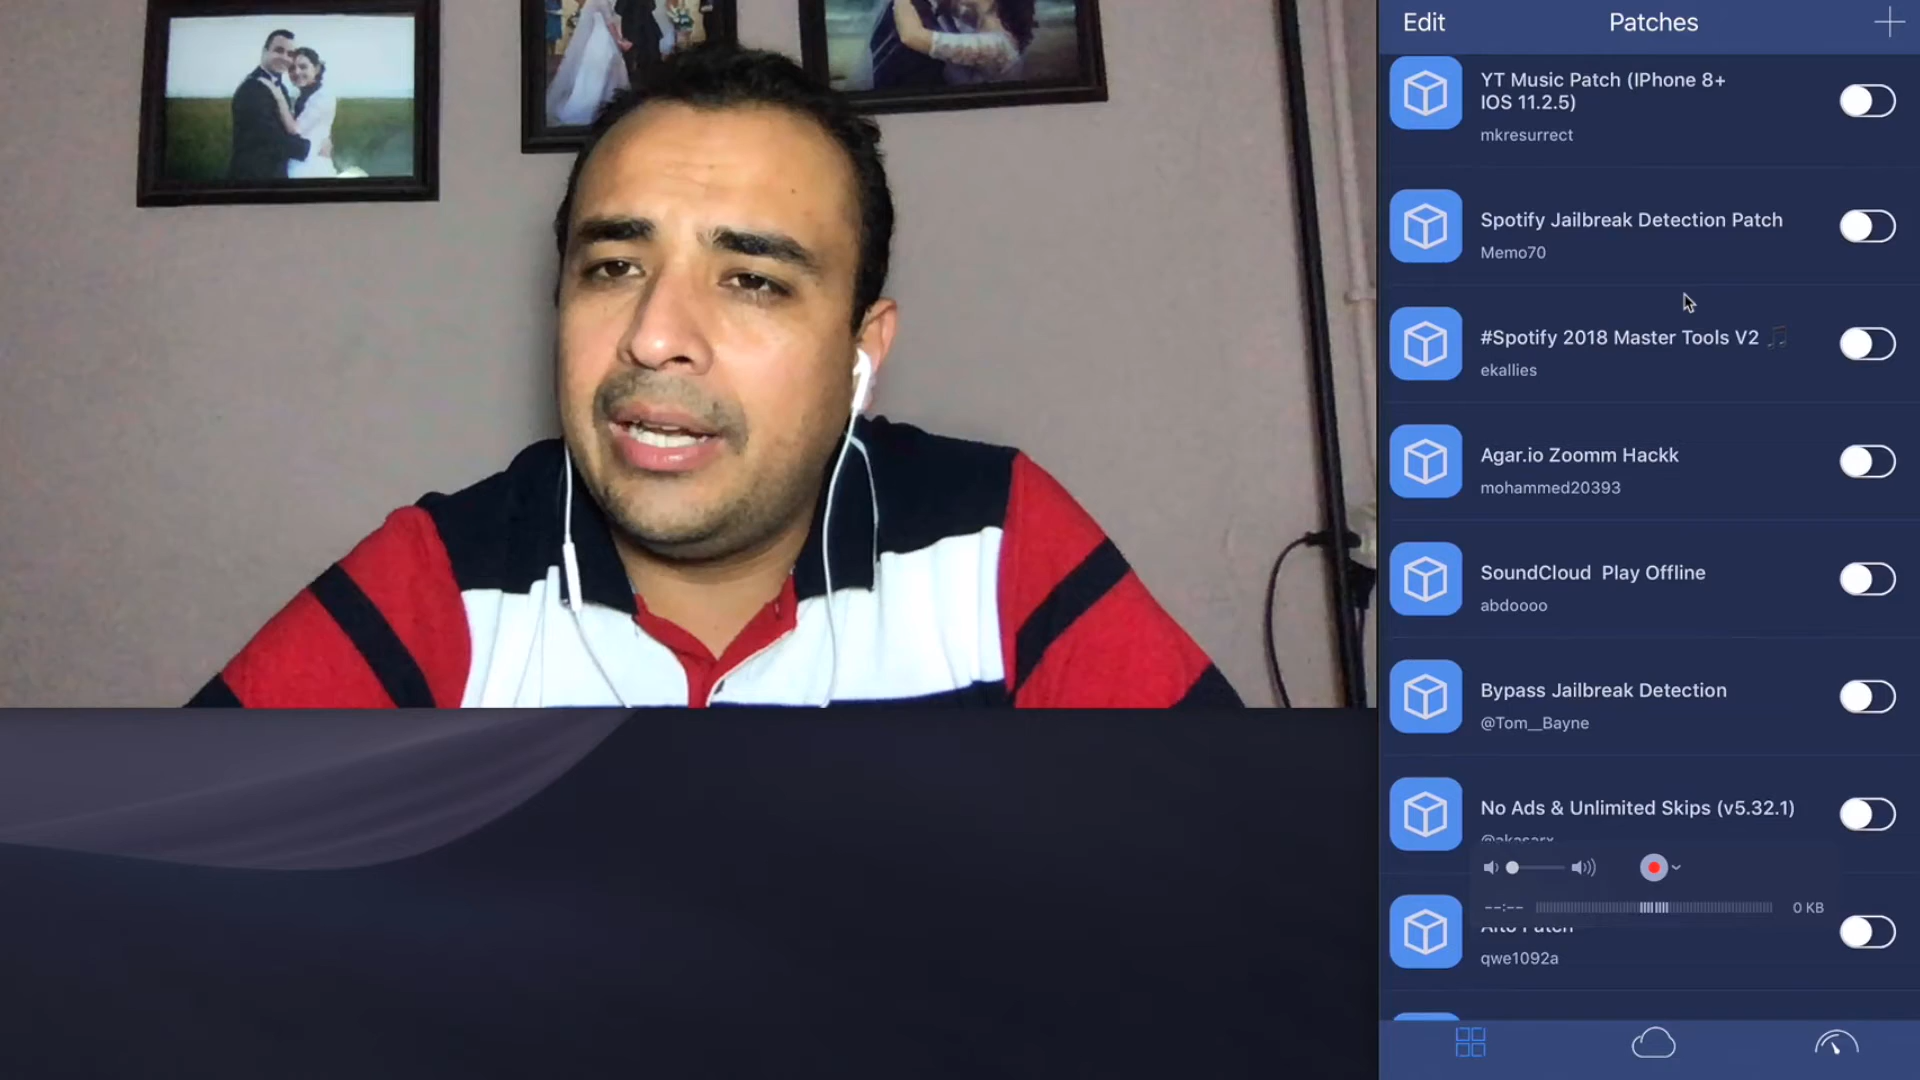 Edit
Patches
YT Music Patch (IPhone 8+
IOS 11.2.5)
mkresurrect
Spotify Jailbreak Detection Patch
Memo70
#Spotify 2018 Master Tools V2
ekallies
Agar.io Zoomm Hackk
mohammed20393
SoundCloud  Play Offline
abdoooo
Bypass Jailbreak Detection
@Tom__Bayne
No Ads & Unlimited Skips (v5.32.1)
--:--
0 KB
qwe1092a